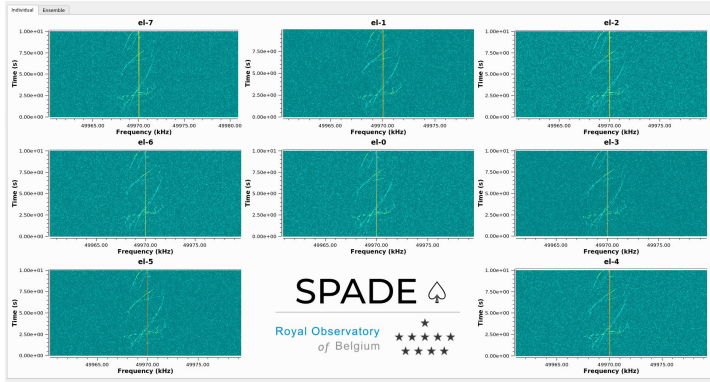 Individual Ensemble
el-7
1.00e+01
7.50e+00
5.00e+00
2.50e+00
0.00e+00
Time (s)
49965.00 49970.00 49975.00 49980.00
Frequency (kHz)
el-1
7.50e+00
5.00e+00
2.50e+00
0.00e+00
Time (s)
49965.00 49970.00 49975.00
Frequency (kHz)
el-2
1.00e+01
7.50e+00
5.00e+00
2.50e+00
0.00e+00
Time (s)
49965.00 49970.00 49975.00
Frequency (kHz)
el-6
1.00e+01
7.50e+00
5.00e+00
2.50e+00
0.00e+00
Time (s)
49965.00 49970.00 49975.00
Frequency (kHz)
el-0
1.00e+01
7.50e+00
5.00e+00
2.50e+00
0.00e+00
Time (s)
49965.00 49970.00 49975.00
Frequency (kHz)
el-3
1.00e+01
7.50e+00
5.00e+00
2.50e+00
0.00e+00
Time (s)
49965.00 49970.00 49975.00
Frequency (kHz)
el-5
1.00e+01
7.50e+00
5.00e+00
2.50e+00
0.00e+00
Time (s)
49965.00 49970.00 49975.00
Frequency (kHz)
SPADE
Royal Observatory
of Belgium
el-4
1.00e+01
7.50e+00
5.00e+00
2.50e+00
0.00e+00
Time (s)
49965.00 49970.00 49975.00
Frequency (kHz)